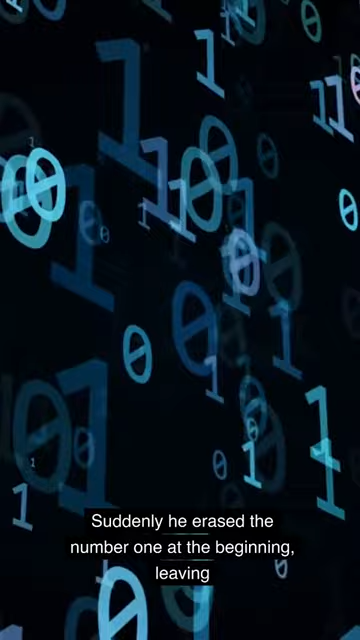 Suddenly he erased the
number one at the beginning,
leaving